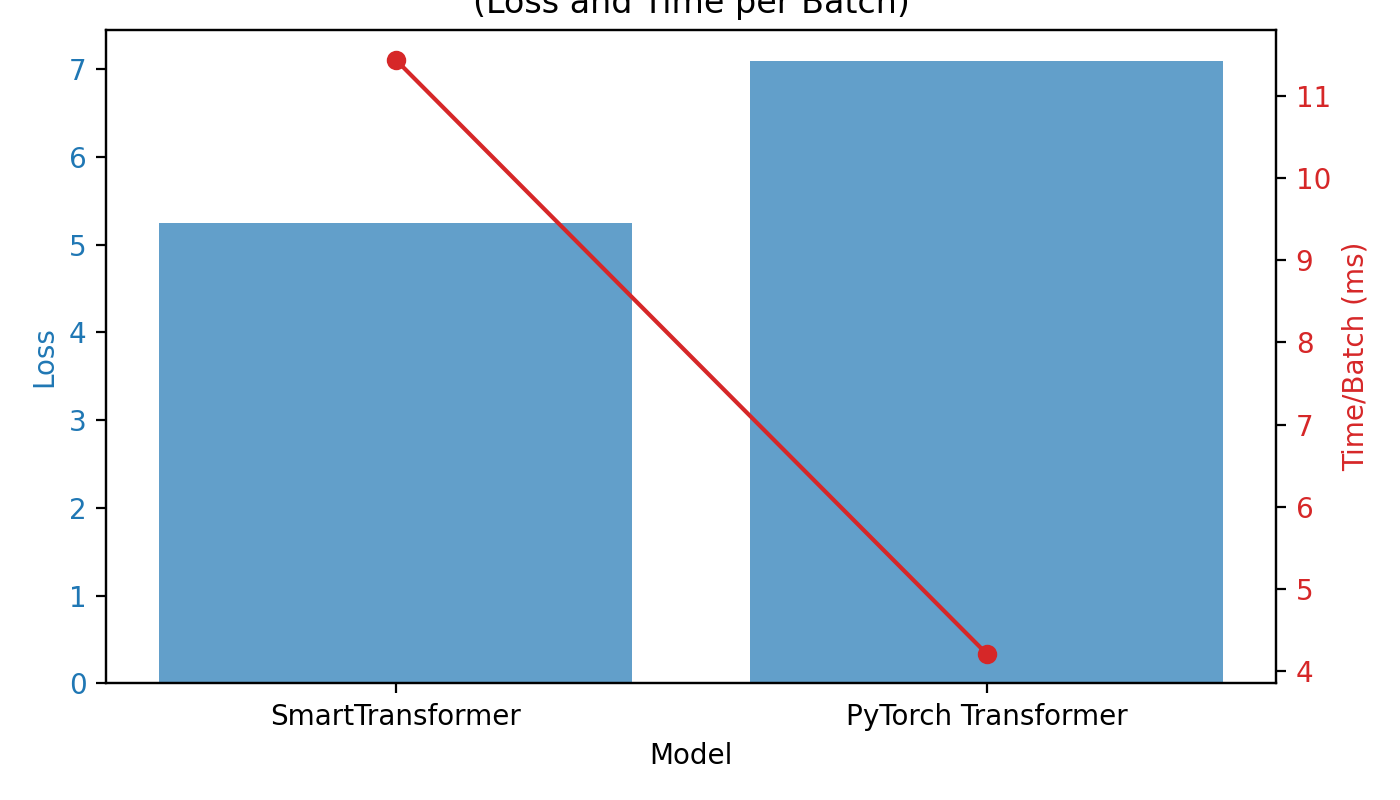 (Loss and Time per Batch)
7
6
5
4
3
2
1
0
Loss
11
10
9
8
7
6
5
4
Time/Batch (ms)
SmartTransformer
PyTorch Transformer
Model